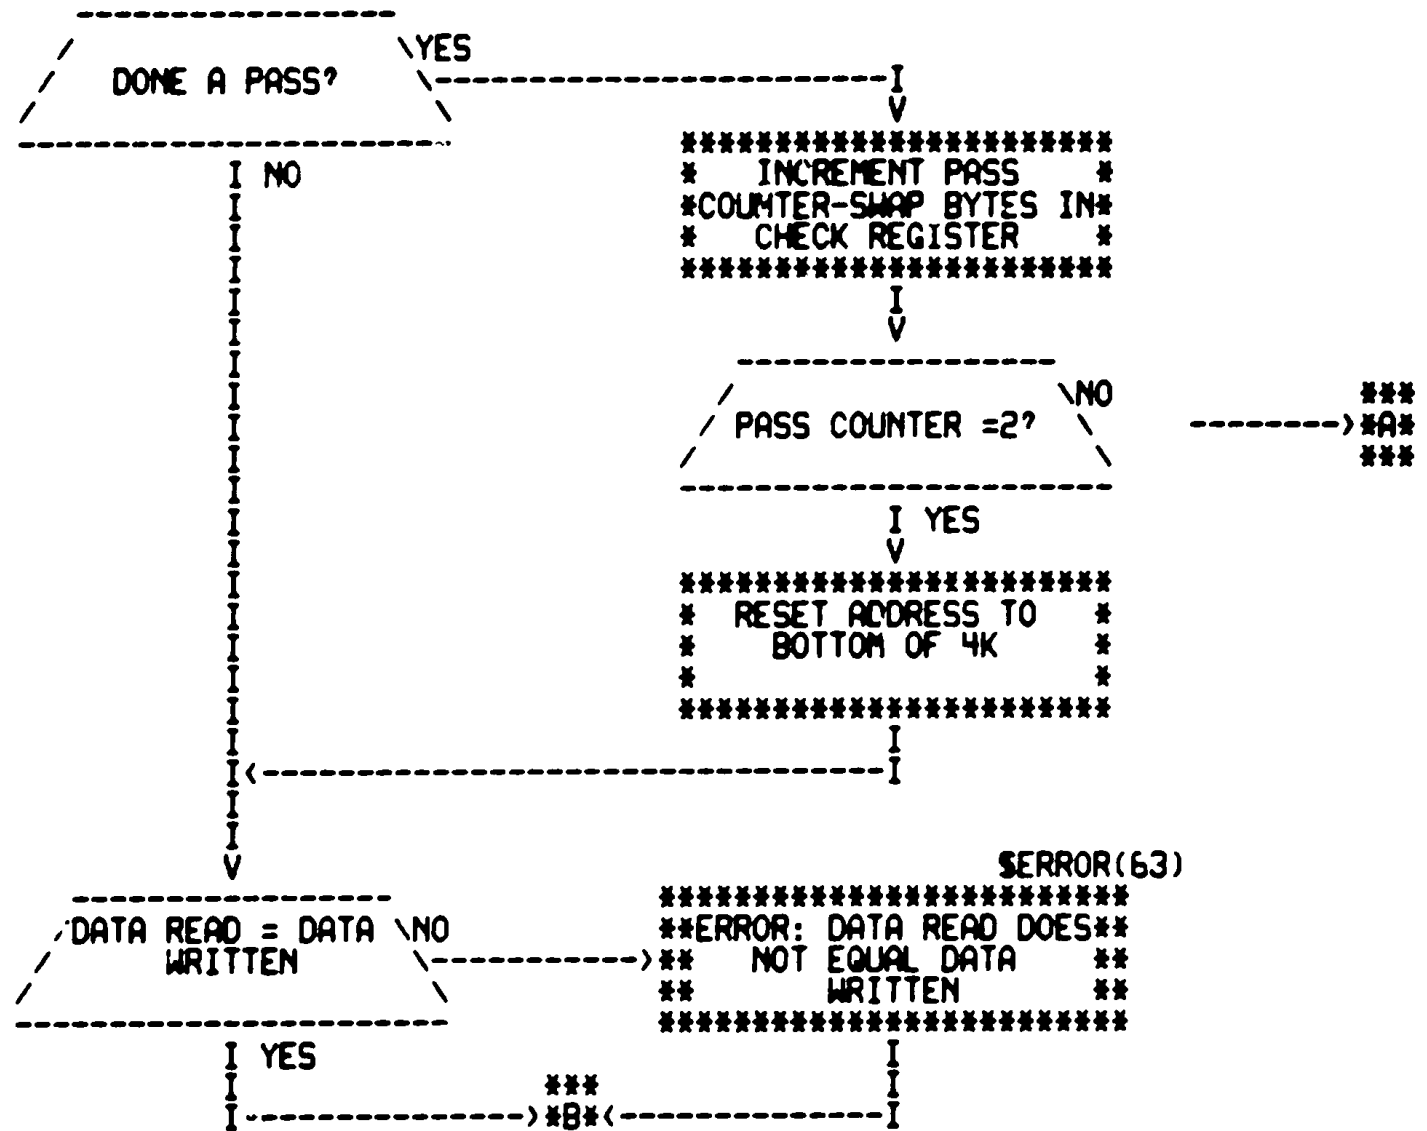 YES
DONE A PASS?
NO
INCREMENT PASS
COUMTER-SWAP BYTES IN
CHECK REGISTER
NO
PASS COUNTER =2?
A
YES
RESET ADDRESS TO
BOTTOM OF 4K
$ERROR(63)
DATA READ = DATA
WRITTEN
NO
ERROR: DATA READ DOES
NOT EQUAL DATA
WRITTEN
YES
B